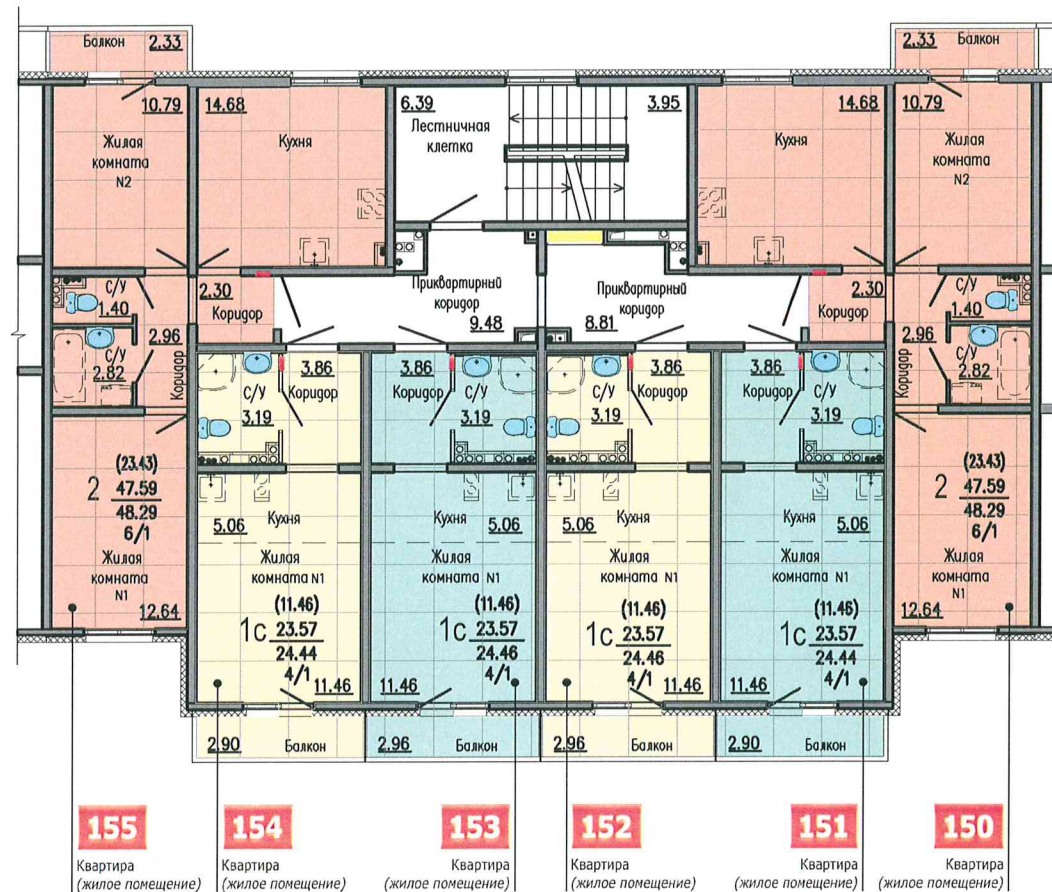 Балкон 2.33
2.33 Балкон
10.79
14.68
6.39
3.95
14.68
10.79
Лестничная
клетка
Жилая
комната
N2
Кухня
Кухня
Жилая
комната
N2
С/У
1.40
2.30
Коридор
Приквартирный
коридор
9.48
Приквартирный
коридор
8.81
2.30
Коридор
С/У
1.40
2.96
Коридор
С/У
2.82
2.96
Коридор
С/У
2.82
3.86
Коридор
С/У
3.19
3.86
Коридор
С/У
3.19
3.86
Коридор
С/У
3.19
3.86
Коридор
С/У
3.19
2
(23.43)
47.59
48.29
6/1
Жилая
комната
N1
12.64
Кухня
5.06
Жилая
комната N1
1С
(11.46)
23.57
24.44
4/1
11.46
Кухня
5.06
Жилая
комната N1
1С
(11.46)
23.57
24.46
4/1
11.46
Кухня
5.06
Жилая
комната N1
1С
(11.46)
23.57
24.46
4/1
11.46
Кухня
5.06
Жилая
комната N1
1С
(11.46)
23.57
24.44
4/1
11.46
2
(23.43)
47.59
48.29
6/1
Жилая
комната
N1
12.64
2.90 Балкон
2.96 Балкон
2.96 Балкон
2.90 Балкон
155
Квартира
(жилое помещение)
154
Квартира
(жилое помещение)
153
Квартира
(жилое помещение)
152
Квартира
(жилое помещение)
151
Квартира
(жилое помещение)
150
Квартира
(жилое помещение)